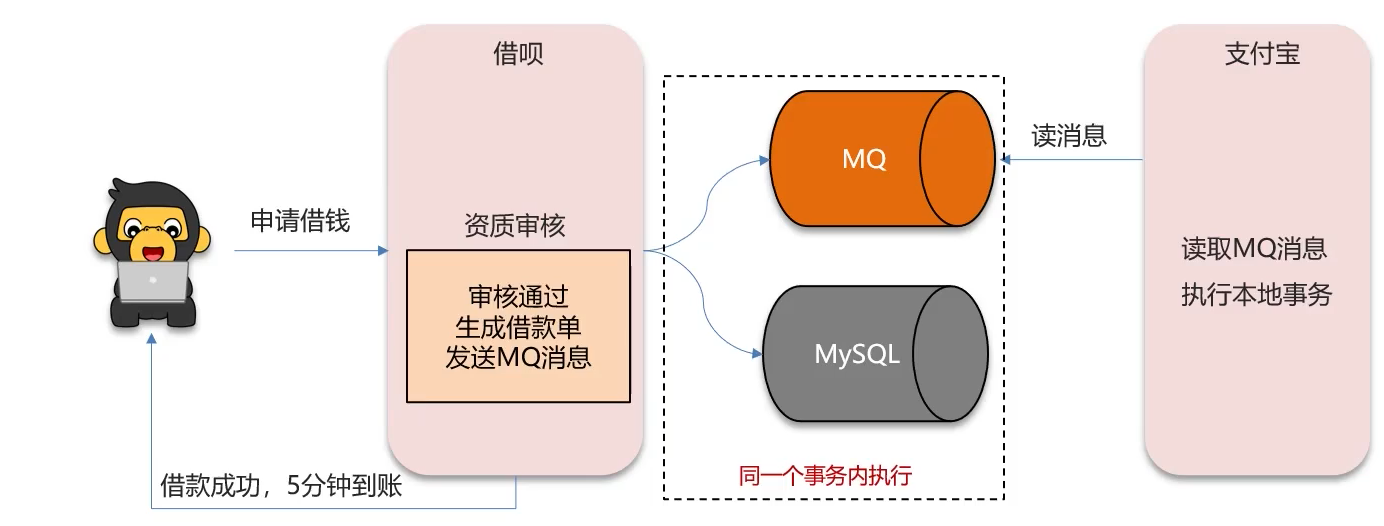 借呗
支付宝
MQ
读消息
申请借钱
资质审核
审核通过
生成借款单
发送MQ消息
读取MQ消息
执行本地事务
MySQL
同一个事务内执行
借款成功，5分钟到账